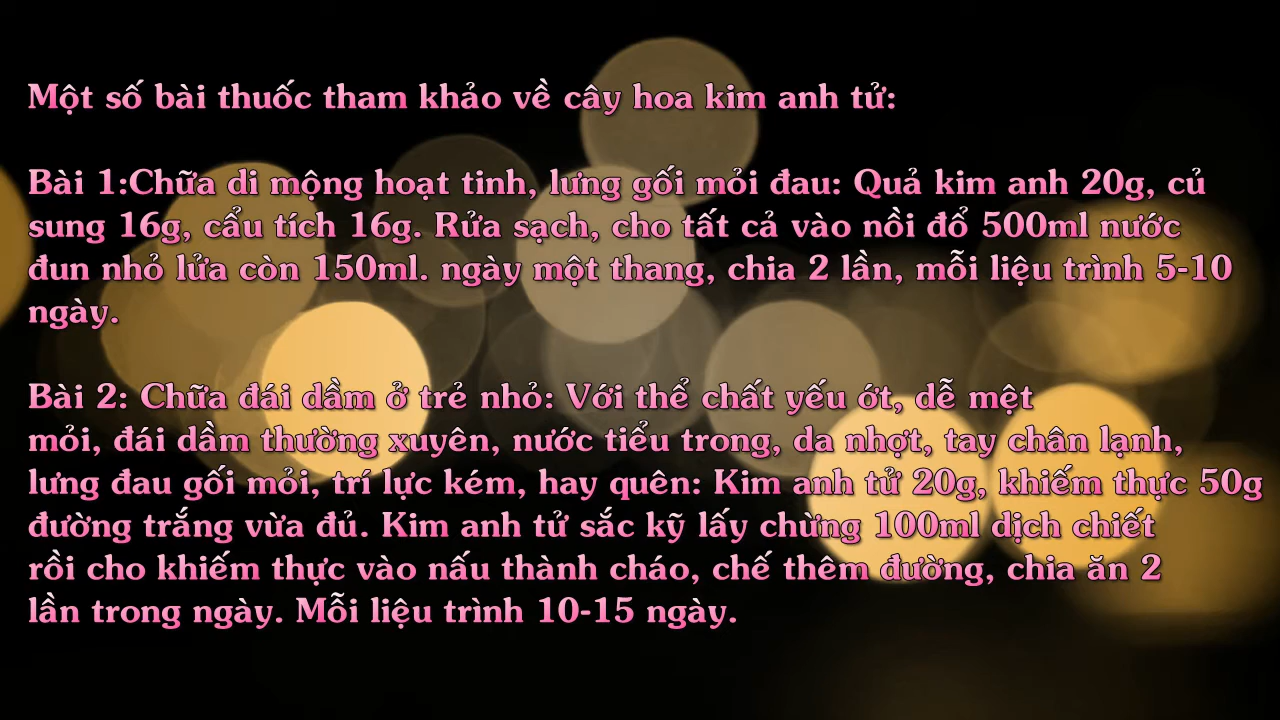 Một số bài thuốc tham khảo về cây hoa kim anh tử:
Bài 1:Chữa di mộng hoạt tinh, lưng gối mỏi đau: Quả kim anh 20g, củ
sung 16g, cẩu tích 16g. Rửa sạch, cho tất cả vào nồi đổ 500ml nước
đun nhỏ lửa còn 150ml. ngày một thang, chia 2 lần, mỗi liệu trình 5-10
ngày.
Bài 2: Chữa đái dầm ở trẻ nhỏ: Với thể chất yếu ớt, dễ mệt
mỏi, đái dầm thường xuyên, nước tiểu trong, da nhợt, tay chân lạnh,
lưng đau gối mỏi, trí lực kém, hay quên: Kim anh tử 20g, khiếm thực 50g
đường trắng vừa đủ. Kim anh tử sắc kỹ lấy chừng 100ml dịch chiết
rồi cho khiếm thực vào nấu thành cháo, chế thêm đường, chia ăn 2
lần trong ngày. Mỗi liệu trình 10-15 ngày.